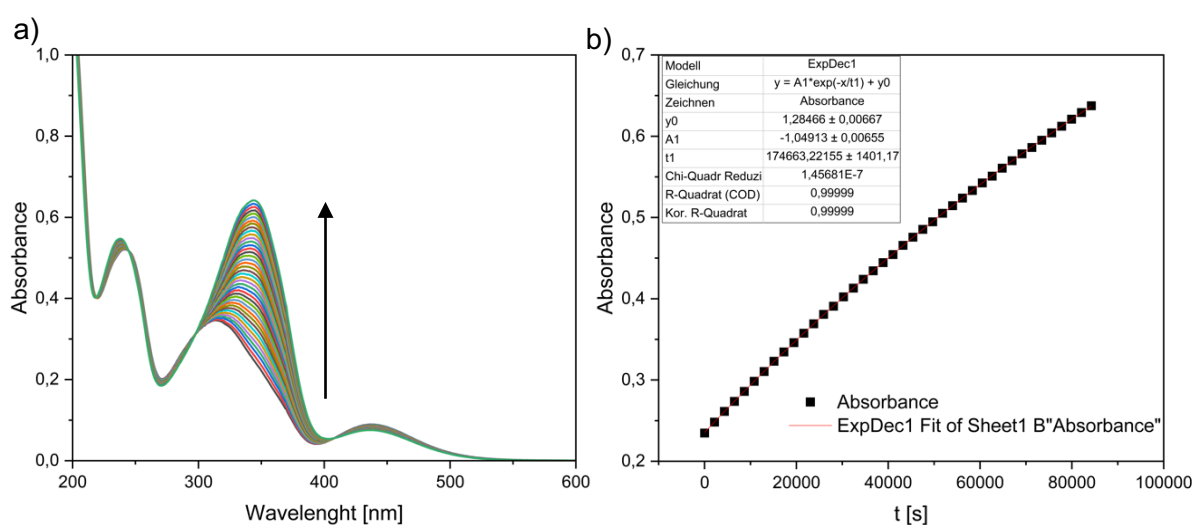 a)
Absorbance
1,0
0,8
0,6
0,4
0,2
0,0
200 300 400 500 600
Wavelenght [nm]
b)
Absorbance
0,7
0,6
0,5
0,4
0,3
0,2
Modell ExpDec1
Gleichung y = A1*exp(-x/t1) + y0
Zeichnen Absorbance
y0 1,28466 ± 0,00667
A1 -1,04913 ± 0,00655
t1 174663,22155 ± 1401,17
Chi-Quadr Reduzi 1,45681E-7
R-Quadrat (COD) 0,99999
Kor. R-Quadrat 0,99999
Absorbance
ExpDec1 Fit of Sheet1 B"Absorbance"
0 20000 40000 60000 80000 100000
t [s]